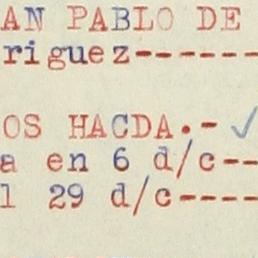 AN PABLO DE
riguez------
OS HACDA.-
a en 6 d/c--
l 29 d/c----